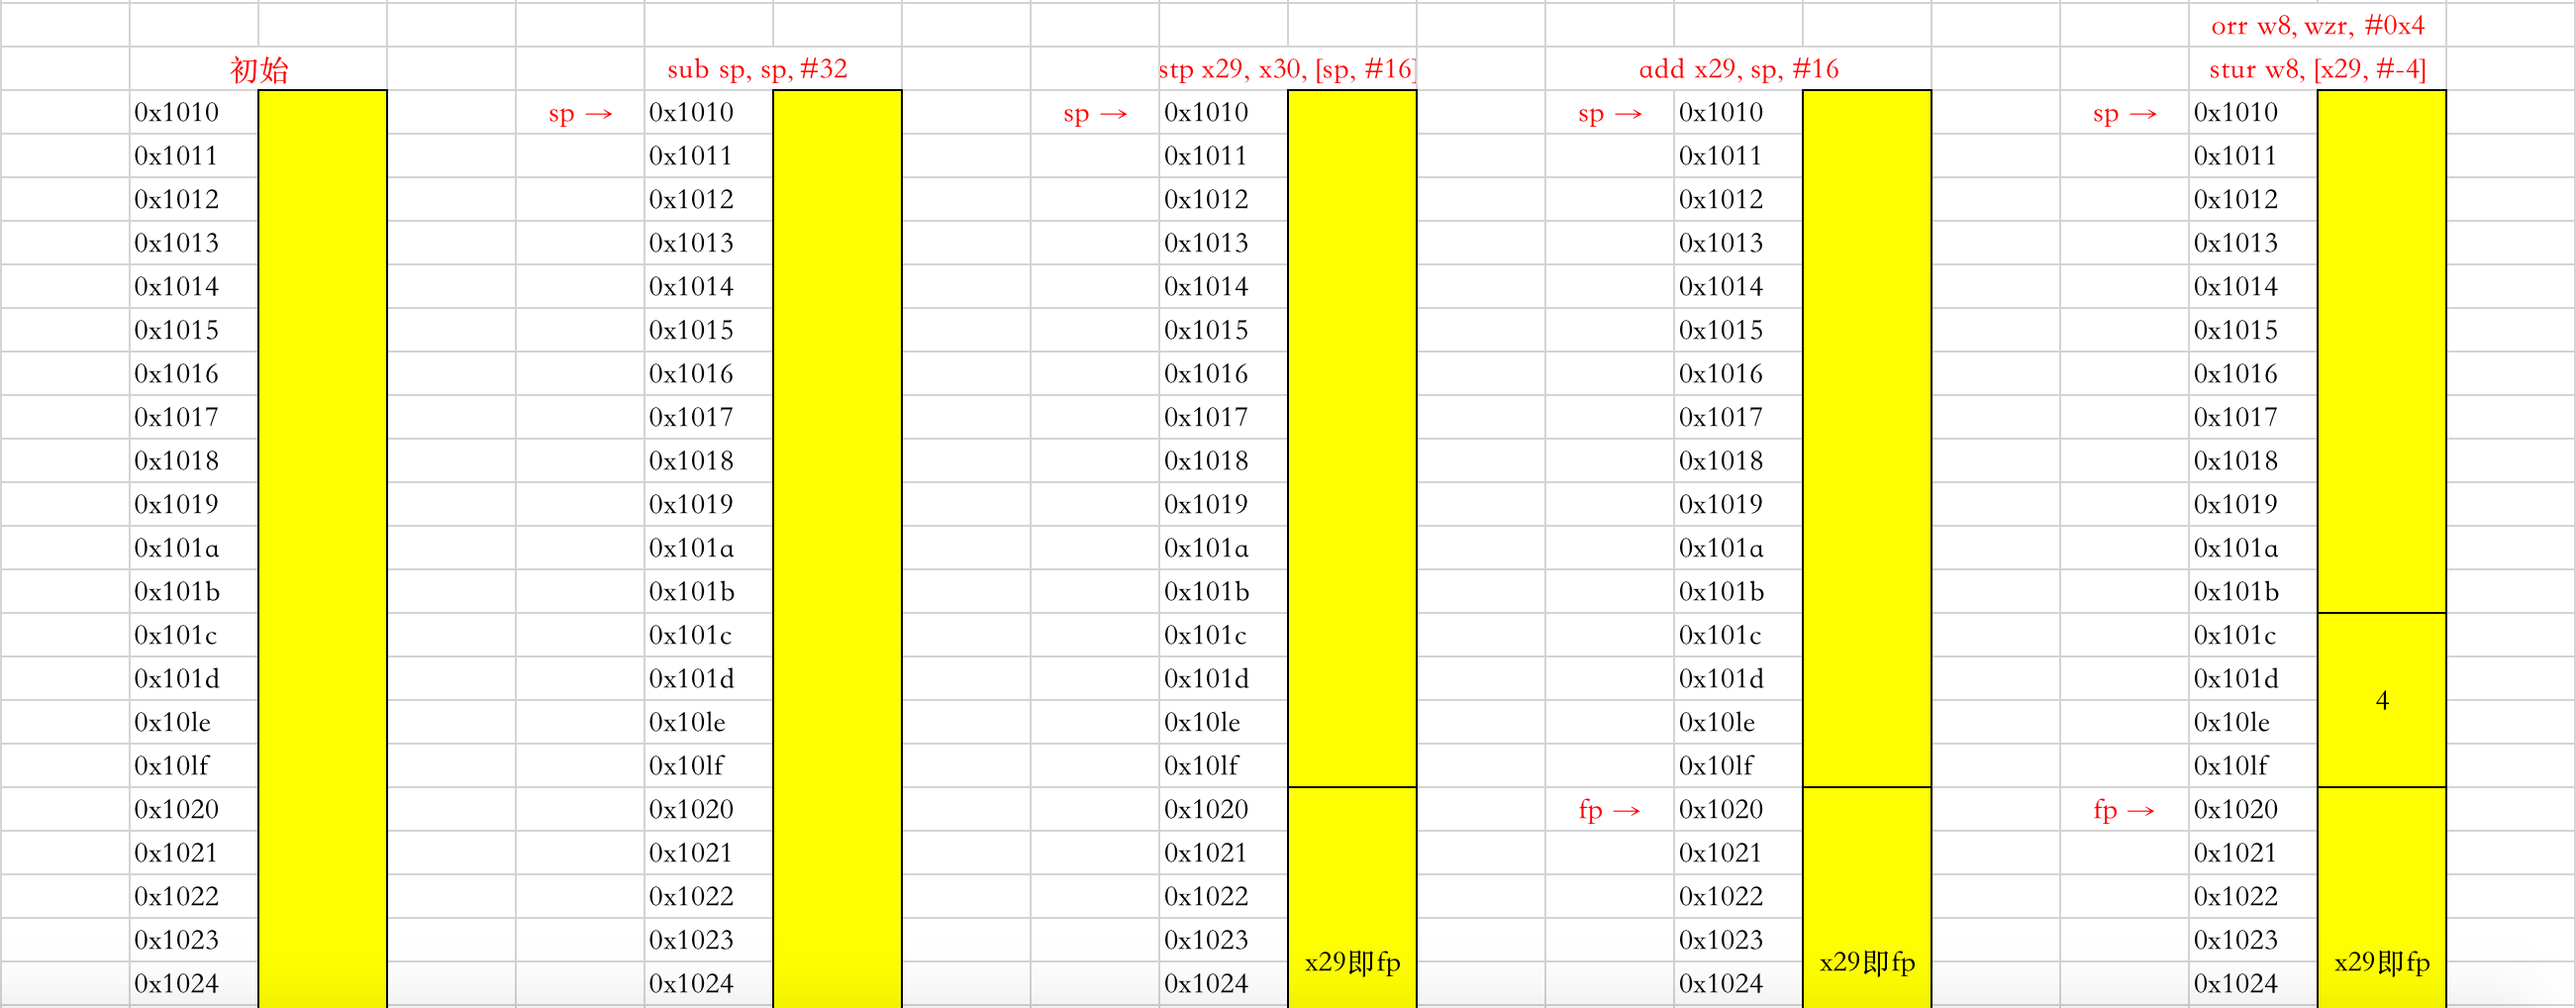 orr w8, wzr, #0x4
初始 sub sp, sp, #32 stp x29, x30, [sp, #16] add x29, sp, #16 stur w8, [x29, #-4]
0x1010 sp → 0x1010 sp → 0x1010 sp → 0x1010 sp → 0x1010
0x1011 0x1011 0x1011 0x1011 0x1011
0x1012 0x1012 0x1012 0x1012 0x1012
0x1013 0x1013 0x1013 0x1013 0x1013
0x1014 0x1014 0x1014 0x1014 0x1014
0x1015 0x1015 0x1015 0x1015 0x1015
0x1016 0x1016 0x1016 0x1016 0x1016
0x1017 0x1017 0x1017 0x1017 0x1017
0x1018 0x1018 0x1018 0x1018 0x1018
0x1019 0x1019 0x1019 0x1019 0x1019
0x101a 0x101a 0x101a 0x101a 0x101a
0x101b 0x101b 0x101b 0x101b 0x101b
0x101c 0x101c 0x101c 0x101c 0x101c
0x101d 0x101d 0x101d 0x101d 0x101d
4
0x10le 0x10le 0x10le 0x10le 0x10le
0x10lf 0x10lf 0x10lf 0x10lf 0x10lf
0x1020 0x1020 0x1020 fp → 0x1020 fp → 0x1020
0x1021 0x1021 0x1021 0x1021 0x1021
0x1022 0x1022 0x1022 0x1022 0x1022
0x1023 0x1023 0x1023 0x1023 0x1023
x29即fp x29即fp x29即fp
0x1024 0x1024 0x1024 0x1024 0x1024